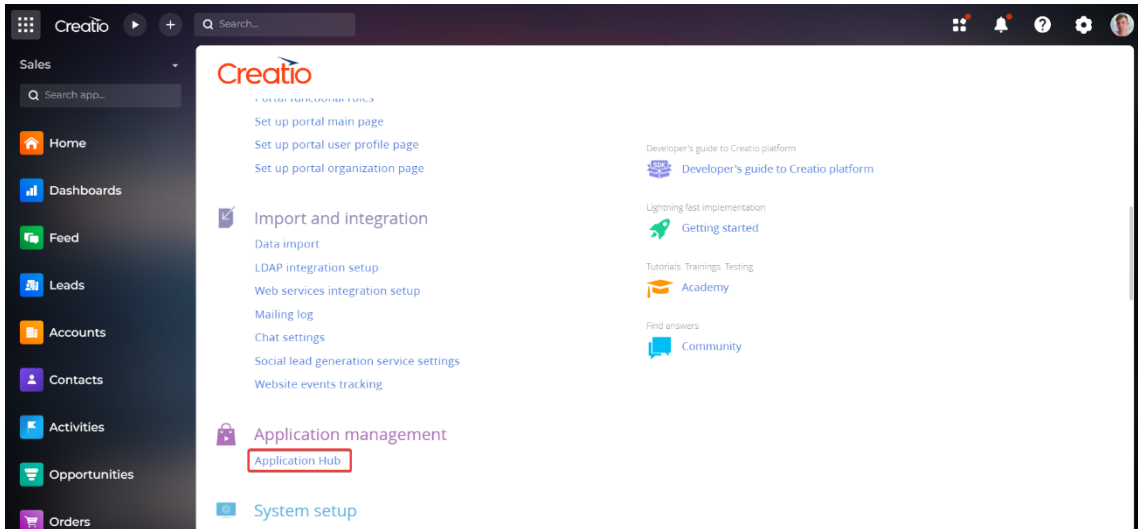 Creatio
Search...
Sales
Search app...
Home
Dashboards
Feed
Leads
Accounts
Contacts
Activities
Opportunities
Orders
Creatio
Portal functional roles
Set up portal main page
Set up portal user profile page
Set up portal organization page
Import and integration
Data import
LDAP integration setup
Web services integration setup
Mailing log
Chat settings
Social lead generation service settings
Website events tracking
Application management
Application Hub
System setup
Developer's guide to Creatio platform
SDK
Developer's guide to Creatio platform
Lightning fast implementation
Getting started
Tutorials, Trainings, Testing
Academy
Find answers
Community